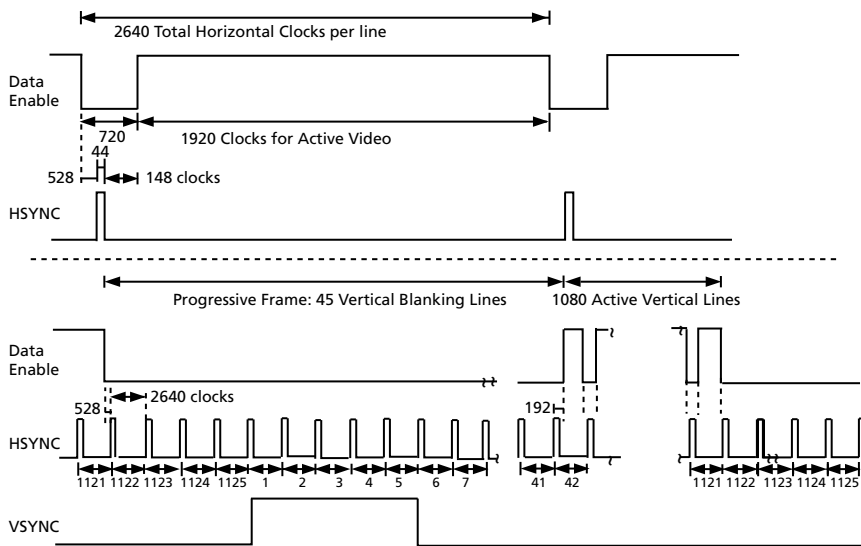 2640 Total Horizontal Clocks per line
Data
Enable
720
1920 Clocks for Active Video
44
528
148 clocks
HSYNC
Progressive Frame: 45 Vertical Blanking Lines
1080 Active Vertical Lines
Data
Enable
528
2640 clocks
192
HSYNC
1121 1122 1123 1124 1125 1 2 3 4 5 6 7 41 42 1121 1122 1123 1124 1125
VSYNC